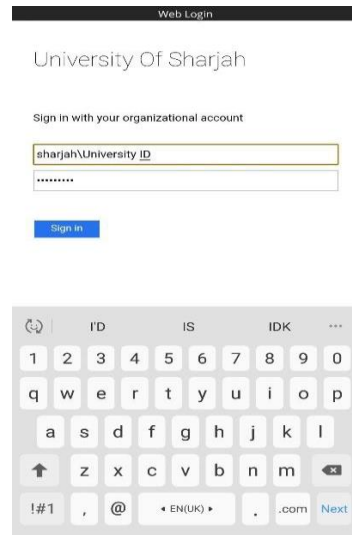 Web Login
University Of Sharjah
Sign in with your organizational account
sharjah\University ID
•••••••••
Sign in
I'D IS IDK ...
1 2 3 4 5 6 7 8 9 0
q w e r t y u i o p
a s d f g h j k l
z x c v b n m
!#1 , @ EN(UK) . .com Next